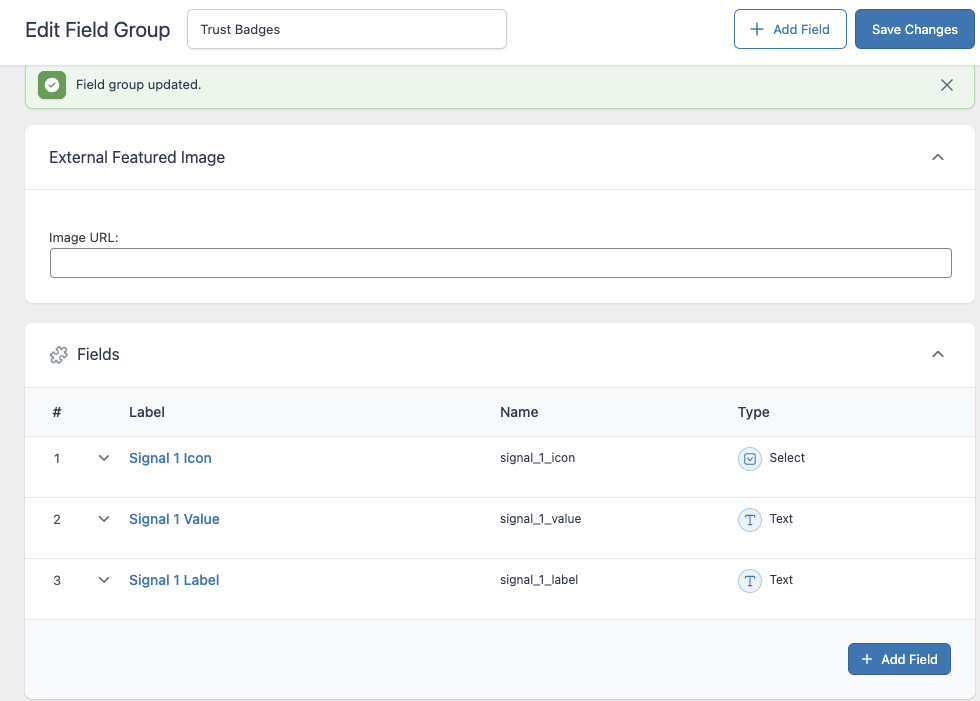 Edit Field Group
Trust Badges
Add Field
Save Changes
Field group updated.
External Featured Image
Image URL:
Fields
# Label Name Type
1 Signal 1 Icon signal_1_icon Select
2 Signal 1 Value signal_1_value Text
3 Signal 1 Label signal_1_label Text
Add Field